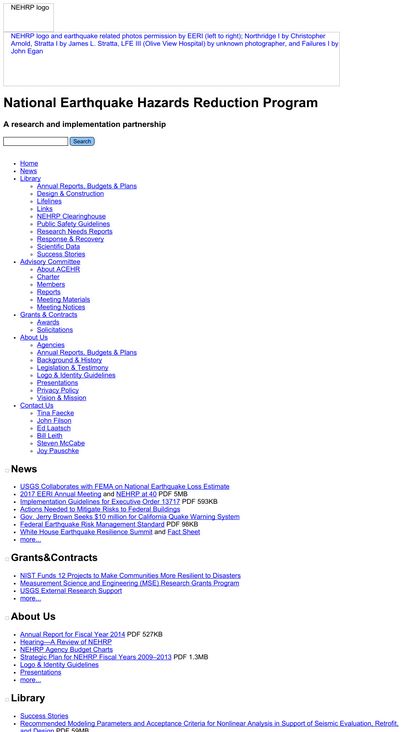 NEHRP logo
NEHRP logo and earthquake related photos permission by EERI (left to right); Northridge I by Christopher
Arnold, Stratta I by James L. Stratta, LFE III (Olive View Hospital) by unknown photographer, and Failures I by
John Egan
National Earthquake Hazards Reduction Program
A research and implementation partnership
Search
Home
News
Library
Annual Reports, Budgets & Plans
Design & Construction
Lifelines
Links
NEHRP Clearinghouse
Public Safety Guidelines
Research Needs Reports
Response & Recovery
Scientific Data
Success Stories
Advisory Committee
About ACEHR
Charter
Members
Reports
Meeting Materials
Meeting Notices
Grants & Contracts
Awards
Solicitations
About Us
Agencies
Annual Reports, Budgets & Plans
Background & History
Legislation & Testimony
Logo & Identity Guidelines
Presentations
Privacy Policy
Vision & Mission
Contact Us
Tina Faecke
John Filson
Ed Laatsch
Bill Leith
Steven McCabe
Joy Pauschke
News
USGS Collaborates with FEMA on National Earthquake Loss Estimate
2017 EERI Annual Meeting and NEHRP at 40 PDF 5MB
Implementation Guidelines for Executive Order 13717 PDF 593KB
Actions Needed to Mitigate Risks to Federal Buildings
Gov. Jerry Brown Seeks $10 million for California Quake Warning System
Federal Earthquake Risk Management Standard PDF 98KB
White House Earthquake Resilience Summit and Fact Sheet
more...
Grants&Contracts
NIST Funds 12 Projects to Make Communities More Resilient to Disasters
Measurement Science and Engineering (MSE) Research Grants Program
USGS External Research Support
more...
About Us
Annual Report for Fiscal Year 2014 PDF 527KB
Hearing—A Review of NEHRP
NEHRP Agency Budget Charts
Strategic Plan for NEHRP Fiscal Years 2009–2013 PDF 1.3MB
Logo & Identity Guidelines
Presentations
more...
Library
Success Stories
Recommended Modeling Parameters and Acceptance Criteria for Nonlinear Analysis in Support of Seismic Evaluation, Retrofit,
and Design PDF 59MB